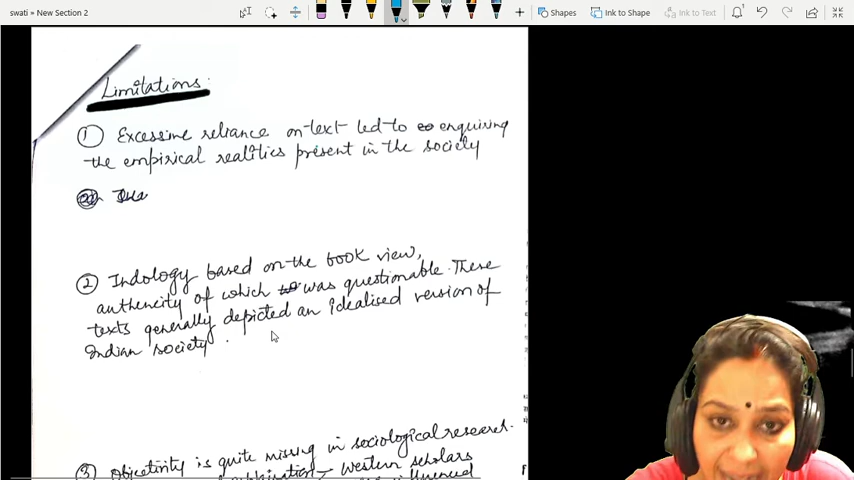 swati » New Section 2
Shapes
Ink to Shape
Ink to Text
Limitations.
① Excessive reliance on text led to enquiring
the empirical realities present in the society
② Indology based on the book view,
authencity of which was questionable. These
texts generally depicted an idealised version of
Indian society.
③ Objectivity is quite missing in sociological research.
Western scholars
influenced